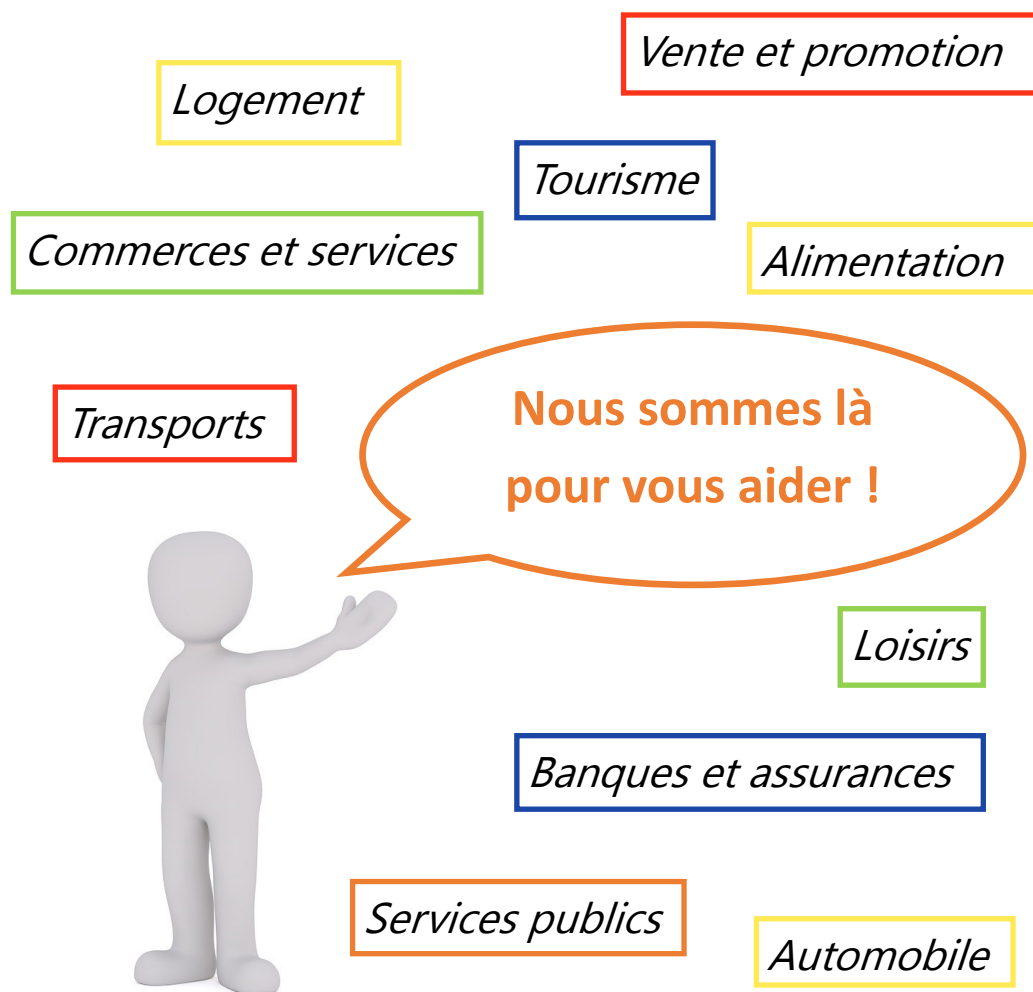 Vente et promotion
Logement
Tourisme
Commerces et services
Alimentation
Nous sommes là
pour vous aider !
Transports
Loisirs
Banques et assurances
Services publics
Automobile